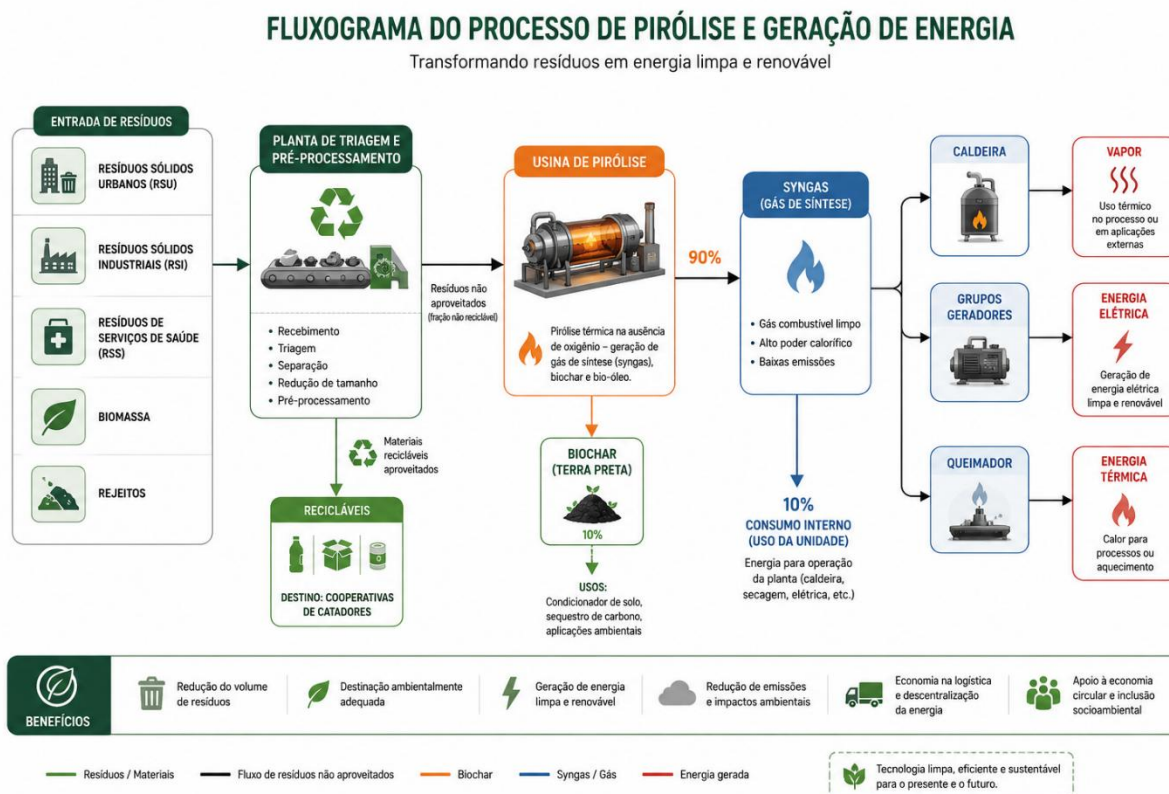 FLUXOGRAMA DO PROCESSO DE PIRÓLISE E GERAÇÃO DE ENERGIA
Transformando resíduos em energia limpa e renovável
ENTRADA DE RESÍDUOS
RESÍDUOS SÓLIDOS
URBANOS (RSU)
RESÍDUOS SÓLIDOS
INDUSTRIAIS (RSI)
RESÍDUOS DE
SERVIÇOS DE SAÚDE
(RSS)
BIOMASSA
REJEITOS
PLANTA DE TRIAGEM E
PRÉ-PROCESSAMENTO
• Recebimento
• Triagem
• Separação
• Redução de tamanho
• Pré-processamento
Materiais
recicláveis
aproveitados
RECICLÁVEIS
DESTINO: COOPERATIVAS
DE CATADORES
Resíduos não
aproveitados
(fração não reciclável)
USINA DE PIRÓLISE
Pirólise térmica na ausência
de oxigénio – geração de
gás de síntese (syngas),
biochar e bio-óleo.
BIOCHAR
(TERRA PRETA)
10%
USOS:
Condicionador de solo,
sequestro de carbono,
aplicações ambientais
90%
SYNGAS
(GÁS DE SÍNTESE)
• Gás combustível limpo
• Alto poder calorífico
• Baixas emissões
10%
CONSUMO INTERNO
(USO DA UNIDADE)
Energia para operação
da planta (caldeira,
secagem, elétrica, etc.)
CALDEIRA
VAPOR
Uso térmico
no processo ou
em aplicações
externas
GRUPOS
GERADORES
ENERGIA
ELÉTRICA
Geração de
energia elétrica
limpa e renovável
QUEIMADOR
ENERGIA
TÉRMICA
Calor para
processos ou
aquecimento
BENEFÍCIOS
Redução do volume
de resíduos
Destinação ambientalmente
adequada
Geração de energia
limpa e renovável
Redução de emissões
e impactos ambientais
Economia na logística
e descentralização
da energia
Apoio à economia
circular e inclusão
socioambiental
Resíduos / Materiais
Fluxo de resíduos não aproveitados
Biochar
Syngas / Gás
Energia gerada
Tecnologia limpa, eficiente e sustentável
para o presente e o futuro.